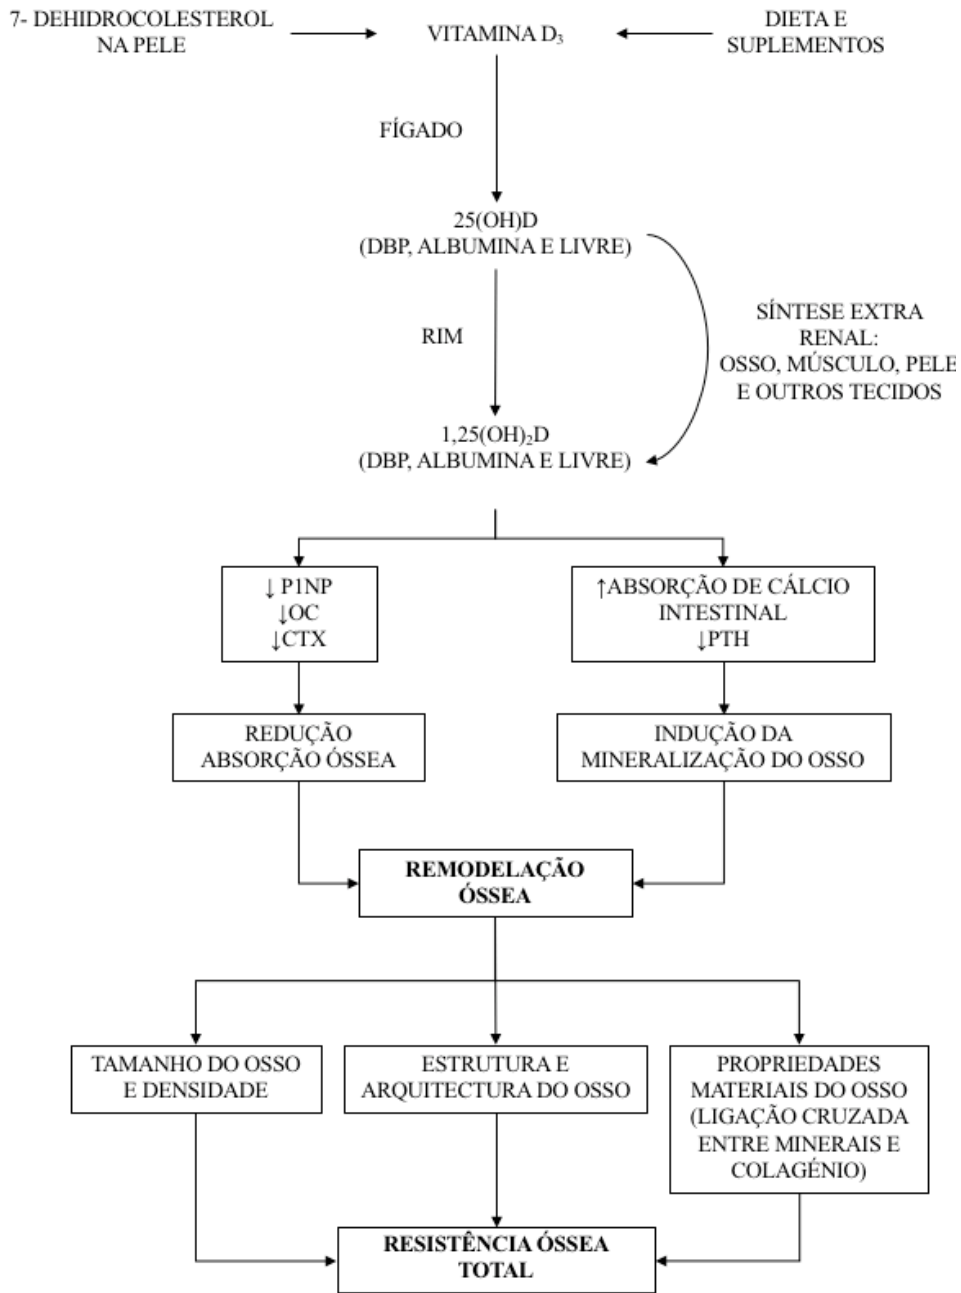 7- DEHIDROCOLESTEROL
NA PELE
VITAMINA D₃
DIETA E
SUPLEMENTOS
FÍGADO
25(OH)D
(DBP, ALBUMINA E LIVRE)
RIM
SÍNTESE EXTRA
RENAL:
OSSO, MÚSCULO, PELE
E OUTROS TECIDOS
1,25(OH)₂D
(DBP, ALBUMINA E LIVRE)
↓ P1NP
↓OC
↓CTX
↑ABSORÇÃO DE CÁLCIO
INTESTINAL
↓PTH
REDUÇÃO
ABSORÇÃO ÓSSEA
INDUÇÃO DA
MINERALIZAÇÃO DO OSSO
REMODELAÇÃO
ÓSSEA
TAMANHO DO OSSO
E DENSIDADE
ESTRUTURA E
ARQUITECTURA DO OSSO
PROPRIEDADES
MATERIAIS DO OSSO
(LIGAÇÃO CRUZADA
ENTRE MINERAIS E
COLAGÉNIO)
RESISTÊNCIA ÓSSEA
TOTAL